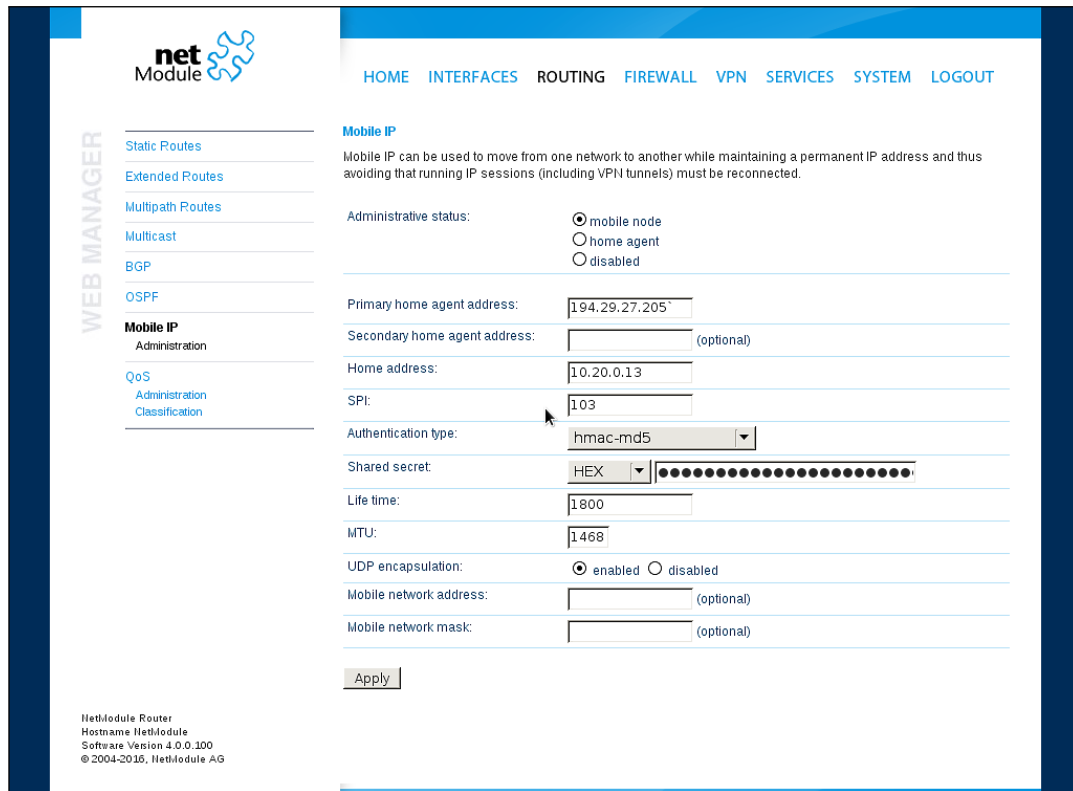 net
Module
HOME INTERFACES ROUTING FIREWALL VPN SERVICES SYSTEM LOGOUT
WEB MANAGER
Static Routes
Extended Routes
Multipath Routes
Multicast
BGP
OSPF
Mobile IP
Administration
QoS
Administration
Classification
Mobile IP
Mobile IP can be used to move from one network to another while maintaining a permanent IP address and thus
avoiding that running IP sessions (including VPN tunnels) must be reconnected.
Administrative status:
mobile node
home agent
disabled
Primary home agent address: 194.29.27.205`
Secondary home agent address: (optional)
Home address: 10.20.0.13
SPI: 103
Authentication type: hmac-md5
Shared secret: HEX ●●●●●●●●●●●●●●●●●●●●●●
Life time: 1800
MTU: 1468
UDP encapsulation: enabled disabled
Mobile network address: (optional)
Mobile network mask: (optional)
Apply
NetModule Router
Hostname NetModule
Software Version 4.0.0.100
© 2004-2016, NetModule AG